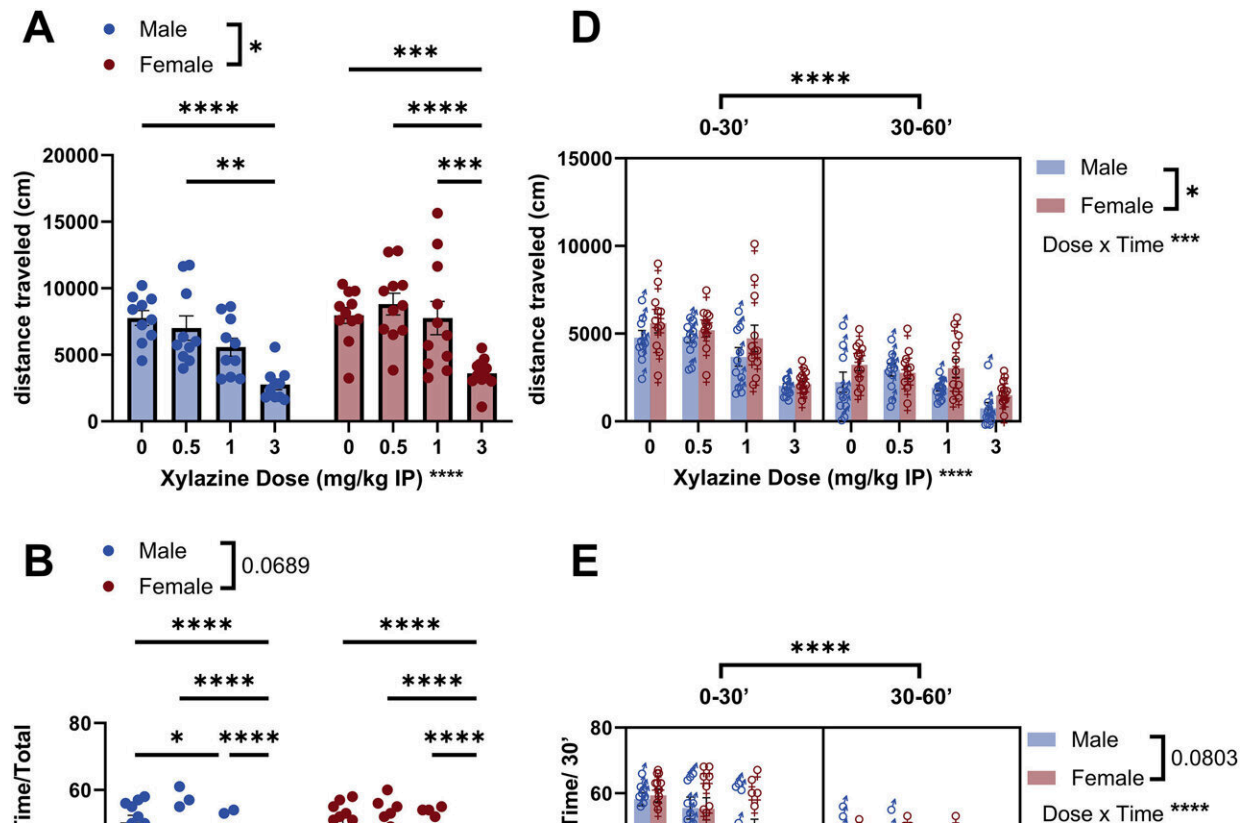 A
Male
Female
*
***
****
****
**
***
distance traveled (cm)
20000
15000
10000
5000
0
0 0.5 1 3 0 0.5 1 3
Xylazine Dose (mg/kg IP) ****
D
****
0-30’ 30-60’
distance traveled (cm)
15000
10000
5000
0
0 0.5 1 3 0 0.5 1 3
Xylazine Dose (mg/kg IP) ****
Male
Female
*
Dose x Time ***
B
Male
Female
0.0689
**** ****
**** ****
* **** ****
Time/Total
80
60
E
****
0-30’ 30-60’
Time/ 30’
80
60
Male
Female
0.0803
Dose x Time ****